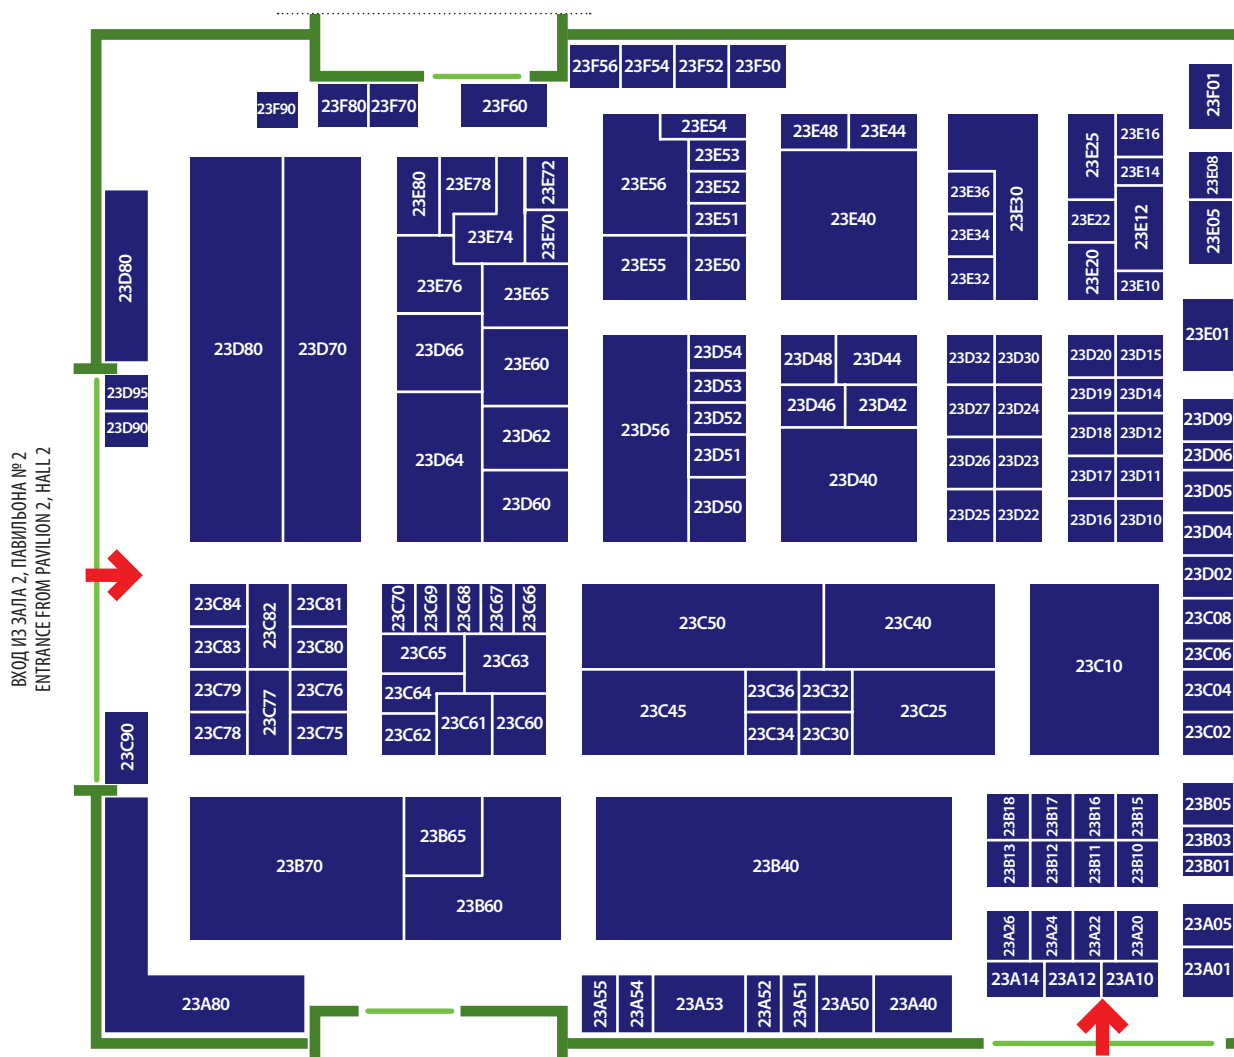 23F56 23F54 23F52 23F50
23F01
23F90 23F80 23F70 23F60
23E54 23E48 23E44 23E25 23E16
23E53
23E14 23E08
23E80 23E78 23E72 23E56 23E52 23E36 23E30
23E51 23E40 23E22 23E12 23E05
23E74 23E70 23E34
23D80 23E55 23E50 23E32 23E20 23E10
23E76 23E65
23E01
23D80 23D70 23D66 23E60 23D54 23D48 23D44 23D32 23D30 23D20 23D15
23D95 23D53 23D19 23D14
23D46 23D42 23D27 23D24
23D90 23D56 23D52 23D09
23D62 23D18 23D12
23D64 23D51 23D26 23D23 23D06
23D40 23D17 23D11 23D05
23D60 23D50 23D25 23D22 23D16 23D10
23D04
23D02
ВХОД ИЗ ЗАЛА 2, ПАВИЛЬОНА № 2
ENTRANCE FROM PAVILION 2, HALL 2
23C84 23C82 23C81 23C70 23C69 23C68 23C67 23C66
23C50 23C40 23C08
23C83 23C80 23C65 23C63 23C10 23C06
23C79 23C77 23C76 23C64 23C45 23C36 23C32 23C25 23C04
23C78 23C75 23C62 23C61 23C60 23C34 23C30 23C02
23C90
23B18 23B17 23B16 23B15 23B05
23B65 23B03
23B70 23B40 23B13 23B12 23B11 23B10 23B01
23B60
23A26 23A24 23A22 23A20 23A05
23A14 23A12 23A10 23A01
23A80 23A55 23A54 23A53 23A52 23A51 23A50 23A40